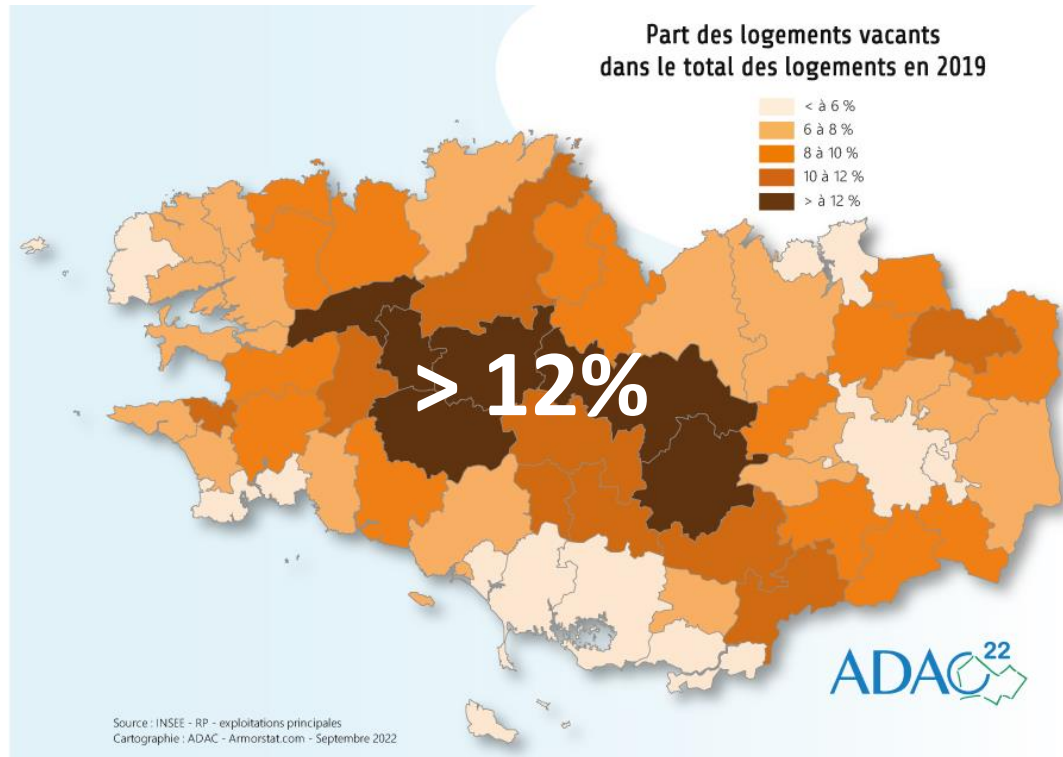 Part des logements vacants
dans le total des logements en 2019
< à 6 %
6 à 8 %
8 à 10 %
10 à 12 %
> à 12 %
> 12%
ADAC 22
Source : INSEE - RP - exploitations principales
Cartographie : ADAC - Armorstat.com - Septembre 2022